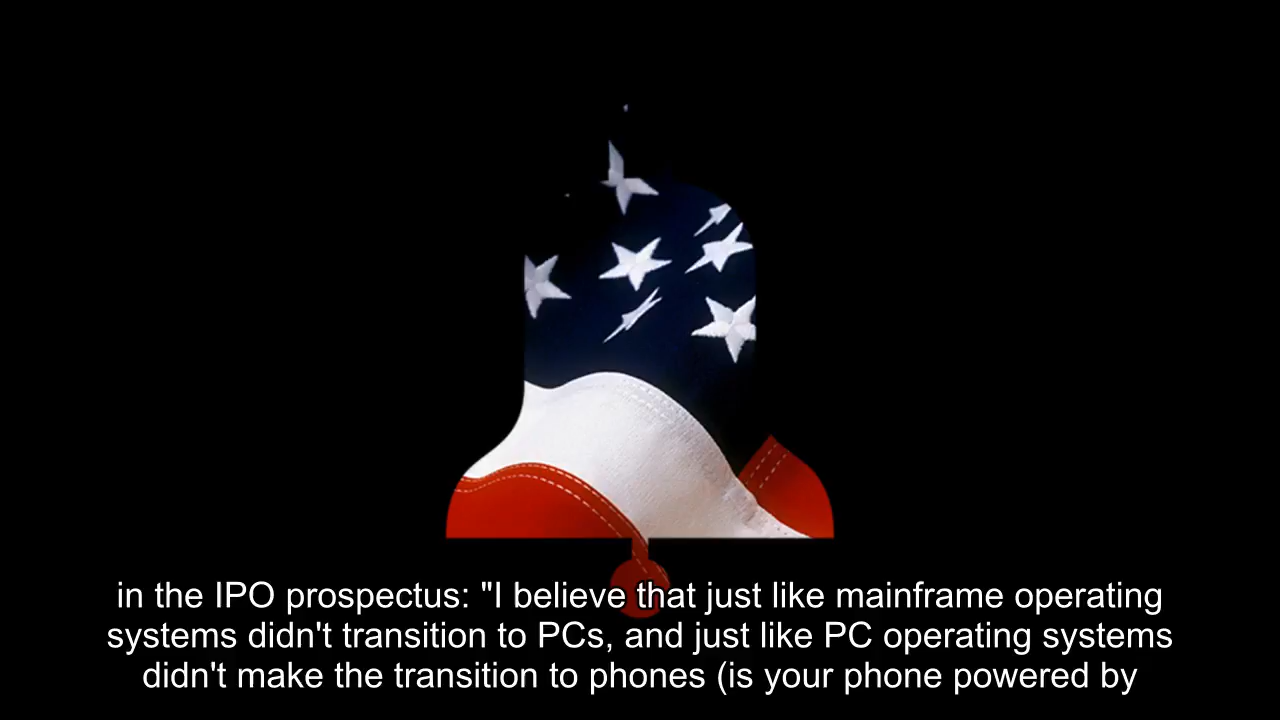 in the IPO prospectus: "I believe that just like mainframe operating
systems didn't transition to PCs, and just like PC operating systems
didn't make the transition to phones (is your phone powered by